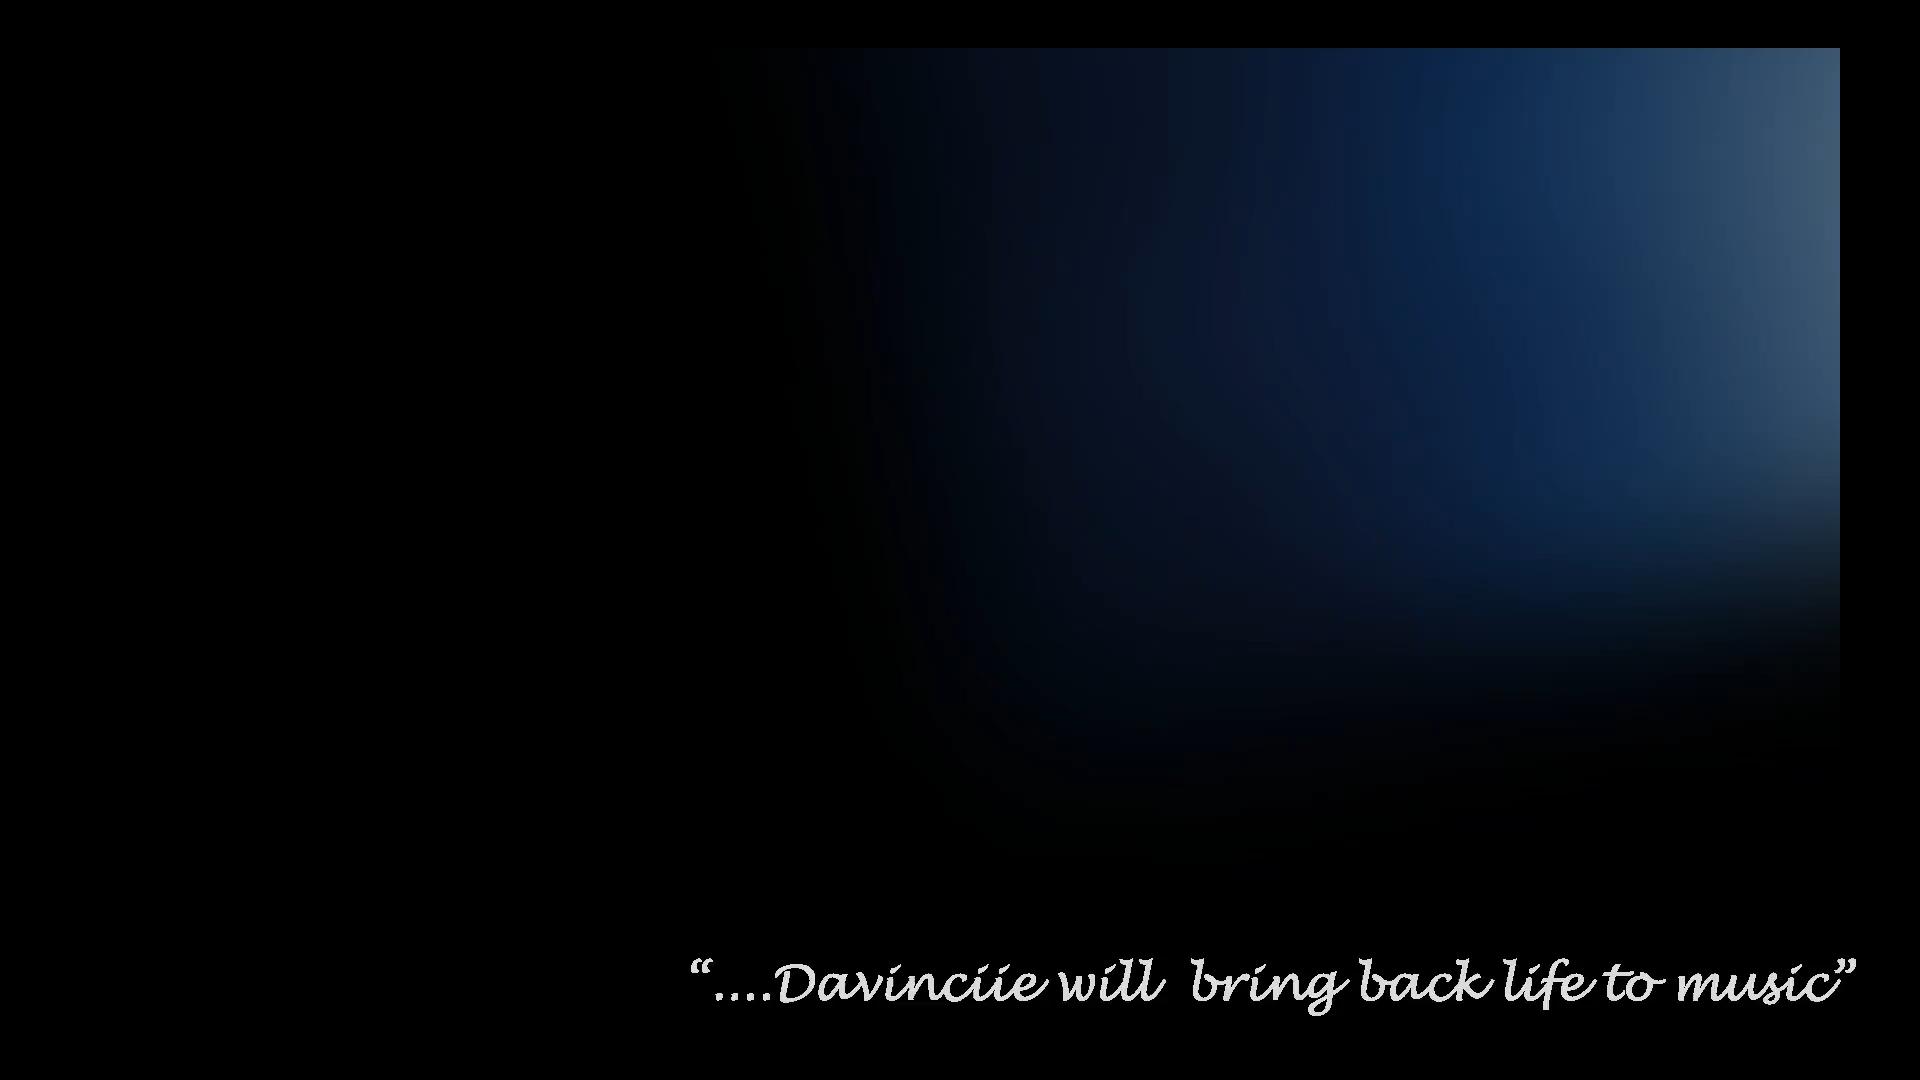 “....Davinciie will  bring back life to music”